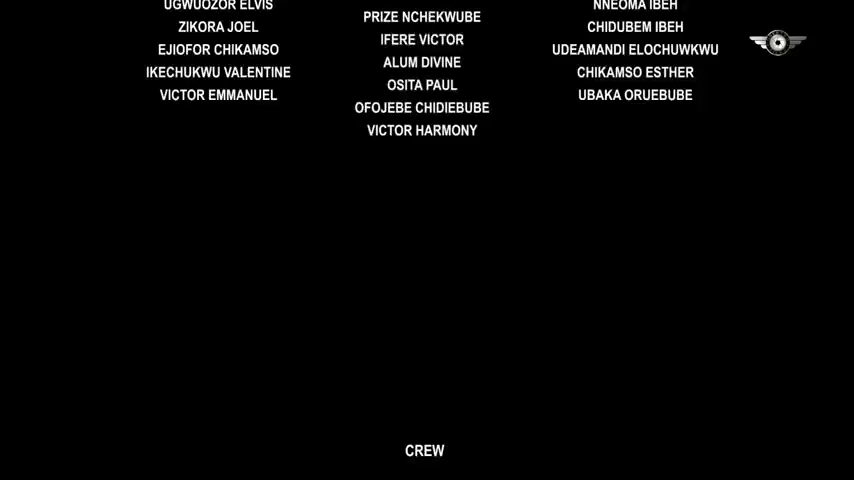 UGWUOZOR ELVIS
ZIKORA JOEL
EJIOFOR CHIKAMSO
IKECHUKWU VALENTINE
VICTOR EMMANUEL
PRIZE NCHEKWUBE
IFERE VICTOR
ALUM DIVINE
OSITA PAUL
OFOJEBE CHIDIEBUBE
VICTOR HARMONY
NNEOMA IBEH
CHIDUBEM IBEH
UDEAMANDI ELOCHUWKWU
CHIKAMSO ESTHER
UBAKA ORUEBUBE
CREW